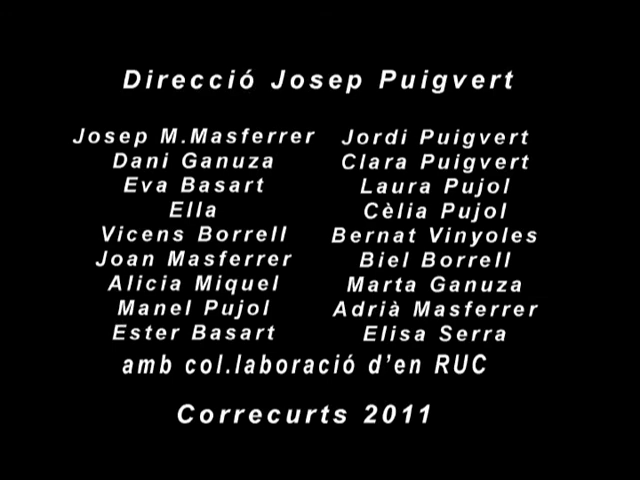 Direcció Josep Puigvert
Josep M.Masferrer
Dani Ganuza
Eva Basart
Ella
Vicens Borrell
Joan Masferrer
Alicia Miquel
Manel Pujol
Ester Basart
Jordi Puigvert
Clara Puigvert
Laura Pujol
Cèlia Pujol
Bernat Vinyoles
Biel Borrell
Marta Ganuza
Adrià Masferrer
Elisa Serra
amb col.laboració d'en RUC
Correcurts 2011